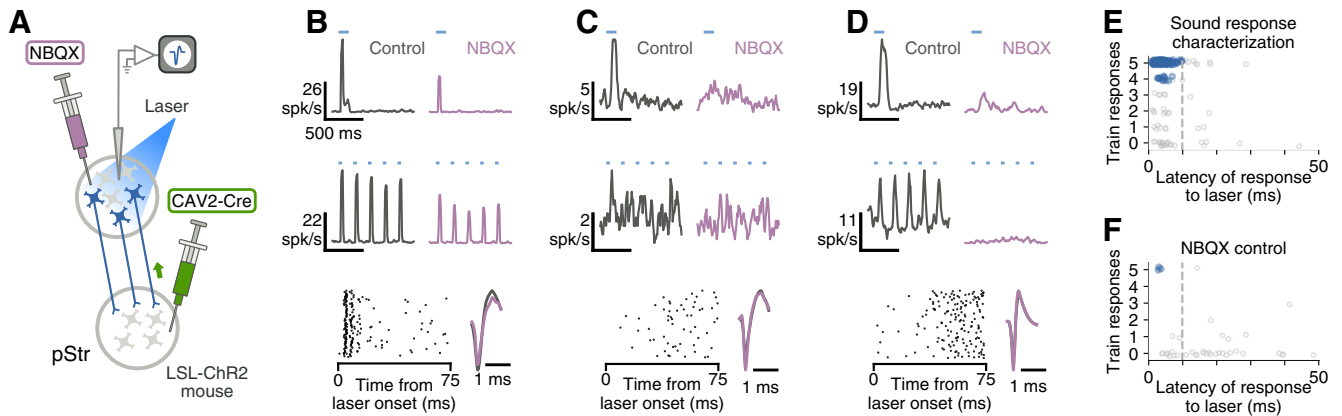 A
NBQX
Laser
CAV2-Cre
pStr
LSL-ChR2
mouse
B
Control
NBQX
26
spk/s
500 ms
22
spk/s
0
75
Time from
laser onset (ms)
1 ms
C
Control
NBQX
5
spk/s
2
spk/s
0
75
Time from
laser onset (ms)
1 ms
D
Control
NBQX
19
spk/s
11
spk/s
0
75
Time from
laser onset (ms)
1 ms
E
Sound response
characterization
Train responses
5
4
3
2
1
0
0
50
Latency of response
to laser (ms)
F
NBQX control
Train responses
5
4
3
2
1
0
0
50
Latency of response
to laser (ms)